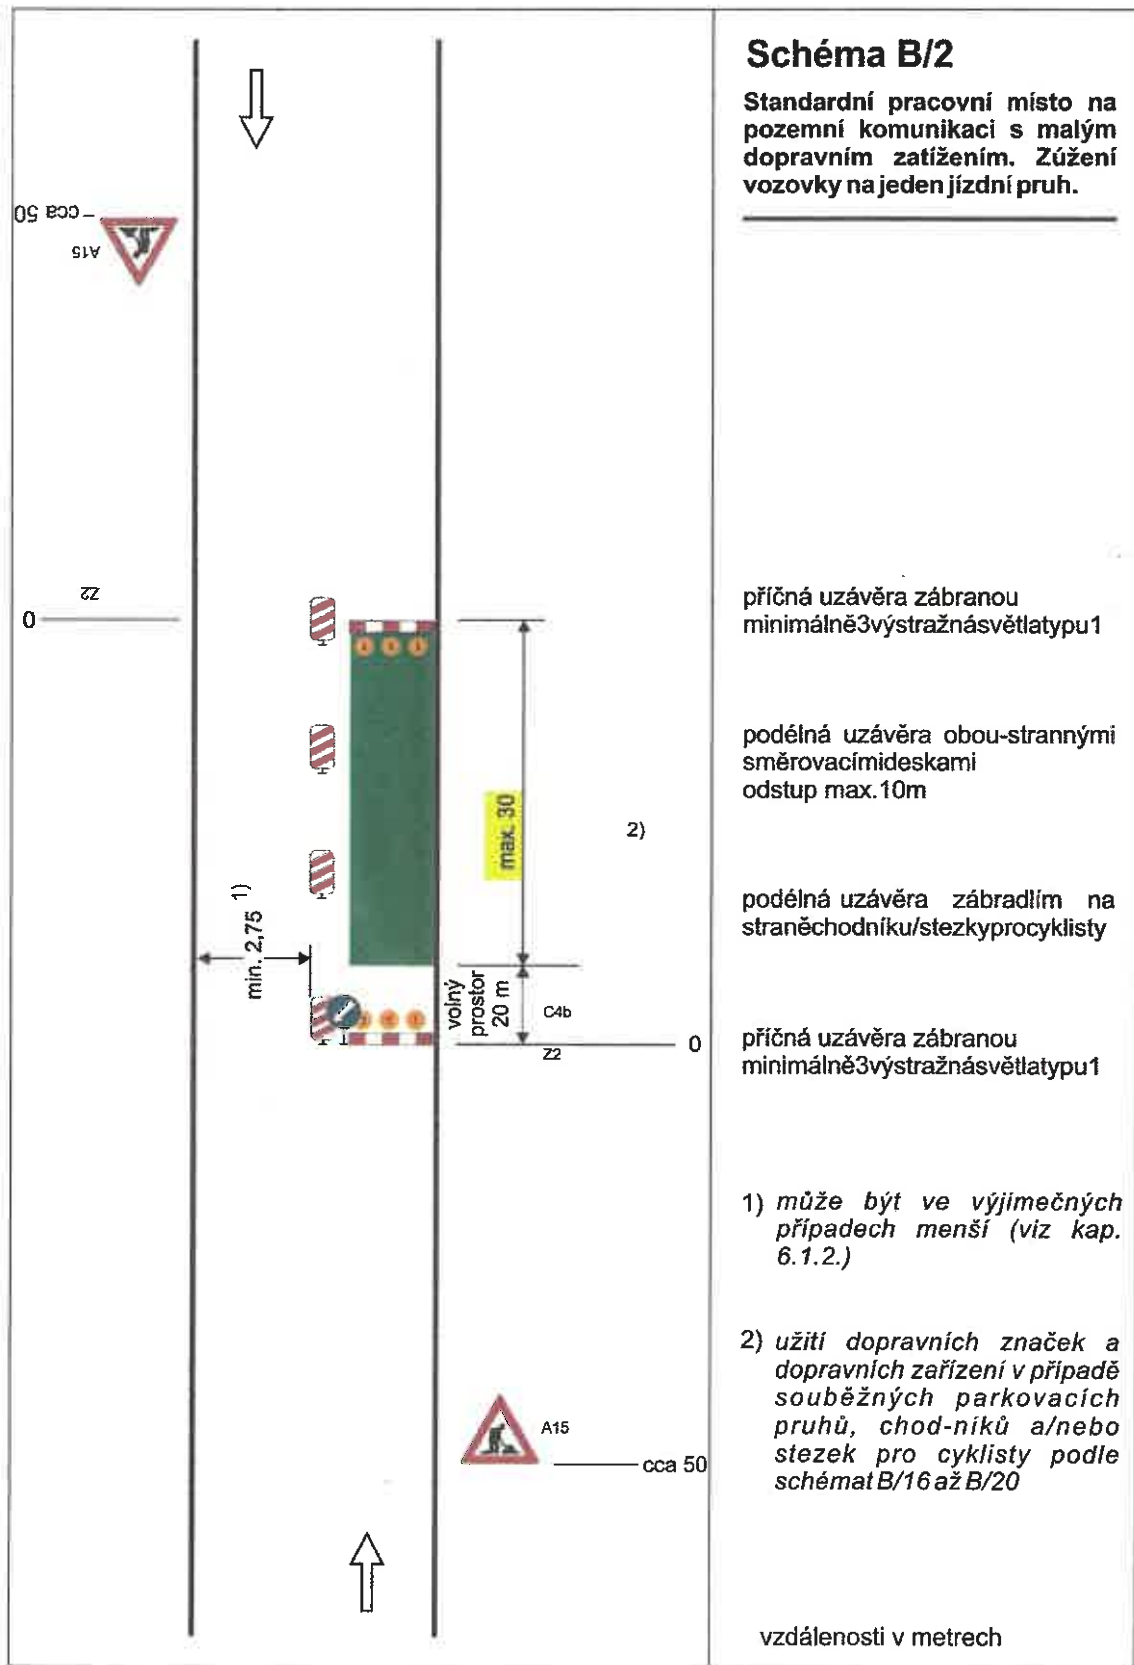 Schéma B/2
Standardní pracovní místo na
pozemní komunikaci s malým
dopravním zatížením. Zúžení
vozovky na jeden jízdní pruh.
cca 50
A15
Z2
0
příčná uzávěra zábranou
minimálně3výstražnásvětlatypu1
podélná uzávěra obou-strannými
směrovacímideskami
odstup max.10m
max. 30
2)
podélná uzávěra zábradlím na
straněchodníku/stezkyprocyklisty
min. 2,75 1)
volný
prostor
20 m
C4b
Z2
0
příčná uzávěra zábranou
minimálně3výstražnásvětlatypu1
1) může být ve výjimečných
případech menší (viz kap.
6.1.2.)
2) užití dopravních značek a
dopravních zařízení v případě
souběžných parkovacích
pruhů, chod-níků a/nebo
stezek pro cyklisty podle
schémat B/16 až B/20
A15
cca 50
vzdálenosti v metrech